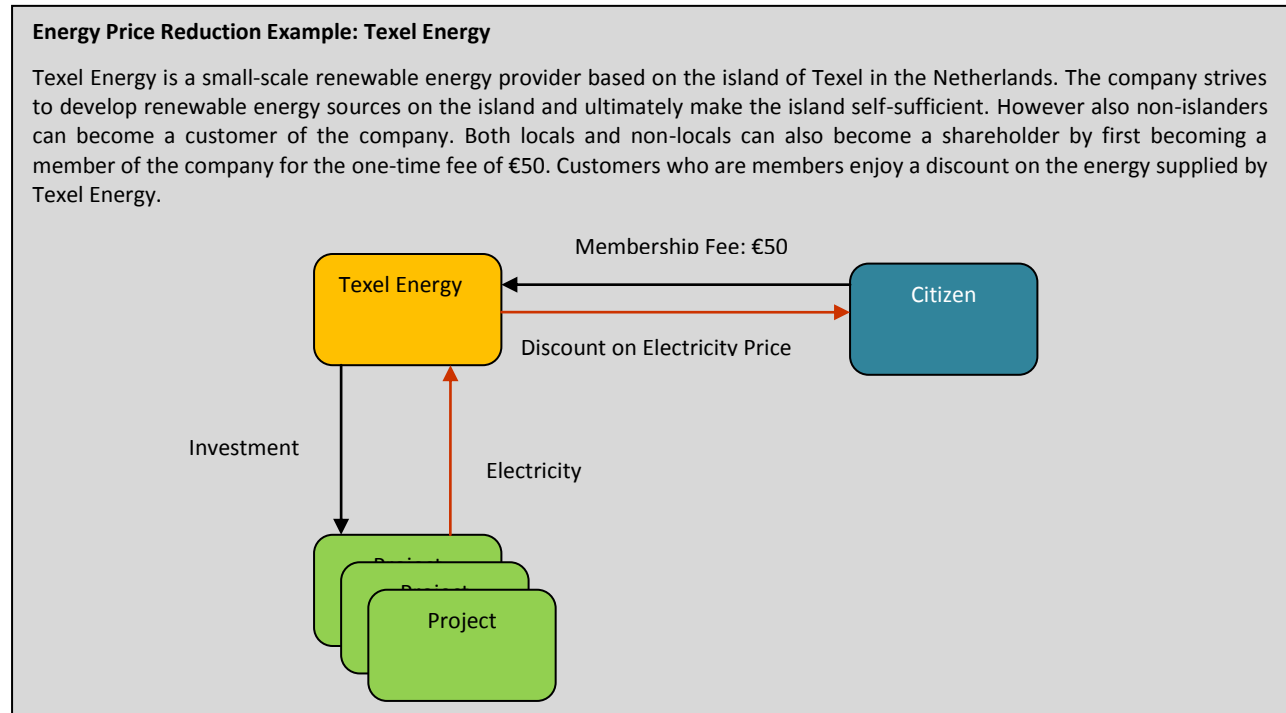 Energy Price Reduction Example: Texel Energy
Texel Energy is a small-scale renewable energy provider based on the island of Texel in the Netherlands. The company strives
to develop renewable energy sources on the island and ultimately make the island self-sufficient. However also non-islanders
can become a customer of the company. Both locals and non-locals can also become a shareholder by first becoming a
member of the company for the one-time fee of €50. Customers who are members enjoy a discount on the energy supplied by
Texel Energy.
Membership Fee: €50
Texel Energy
Citizen
Discount on Electricity Price
Investment
Electricity
Project
Project
Project